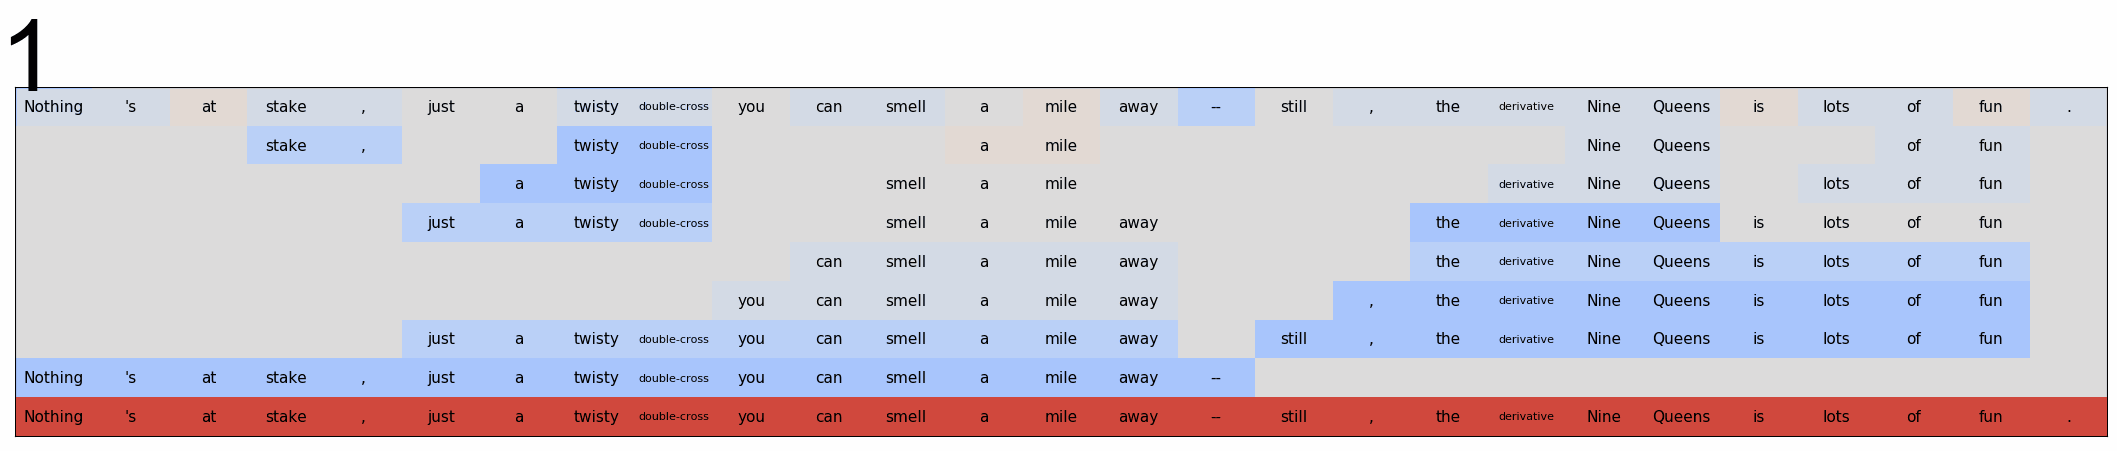 1
Nothing 's at stake , just a twisty double-cross you can smell a mile away -- still , the derivative Nine Queens is lots of fun .
stake , twisty double-cross a mile Nine Queens of fun
a twisty double-cross smell a mile derivative Nine Queens lots of fun
just a twisty double-cross smell a mile away the derivative Nine Queens is lots of fun
can smell a mile away the derivative Nine Queens is lots of fun
you can smell a mile away , the derivative Nine Queens is lots of fun
just a twisty double-cross you can smell a mile away still , the derivative Nine Queens is lots of fun
Nothing 's at stake , just a twisty double-cross you can smell a mile away --
Nothing 's at stake , just a twisty double-cross you can smell a mile away -- still , the derivative Nine Queens is lots of fun .